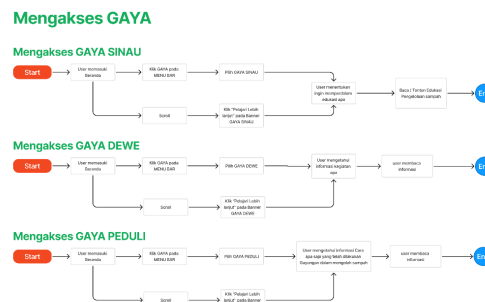 Mengakses GAYA
Mengakses GAYA SINAU
Start
User memasuki
Beranda
Klik GAYA pada
MENU BAR
Pilih GAYA SINAU
User menentukan
ingin memperdalam
edukasi apa
Baca / Tonton Edukasi
Pengelolaan sampah
En
Scroll
Klik "Pelajari Lebih
lanjut" pada Banner
GAYA SINAU
Mengakses GAYA DEWE
Start
User memasuki
Beranda
Klik GAYA pada
MENU BAR
Pilih GAYA DEWE
User mengetahui
informasi kegiatan
apa
user membaca
informasi
En
Scroll
Klik "Pelajari Lebih
lanjut" pada Banner
GAYA DEWE
Mengakses GAYA PEDULI
Start
User memasuki
Beranda
Klik GAYA pada
MENU BAR
Pilih GAYA PEDULI
User mengetahui informasi Cara
apa saja yang telah dilakukan
dalam mengolah sampah
user membaca
informasi
En
Scroll
Klik "Pelajari Lebih
lanjut" pada Banner